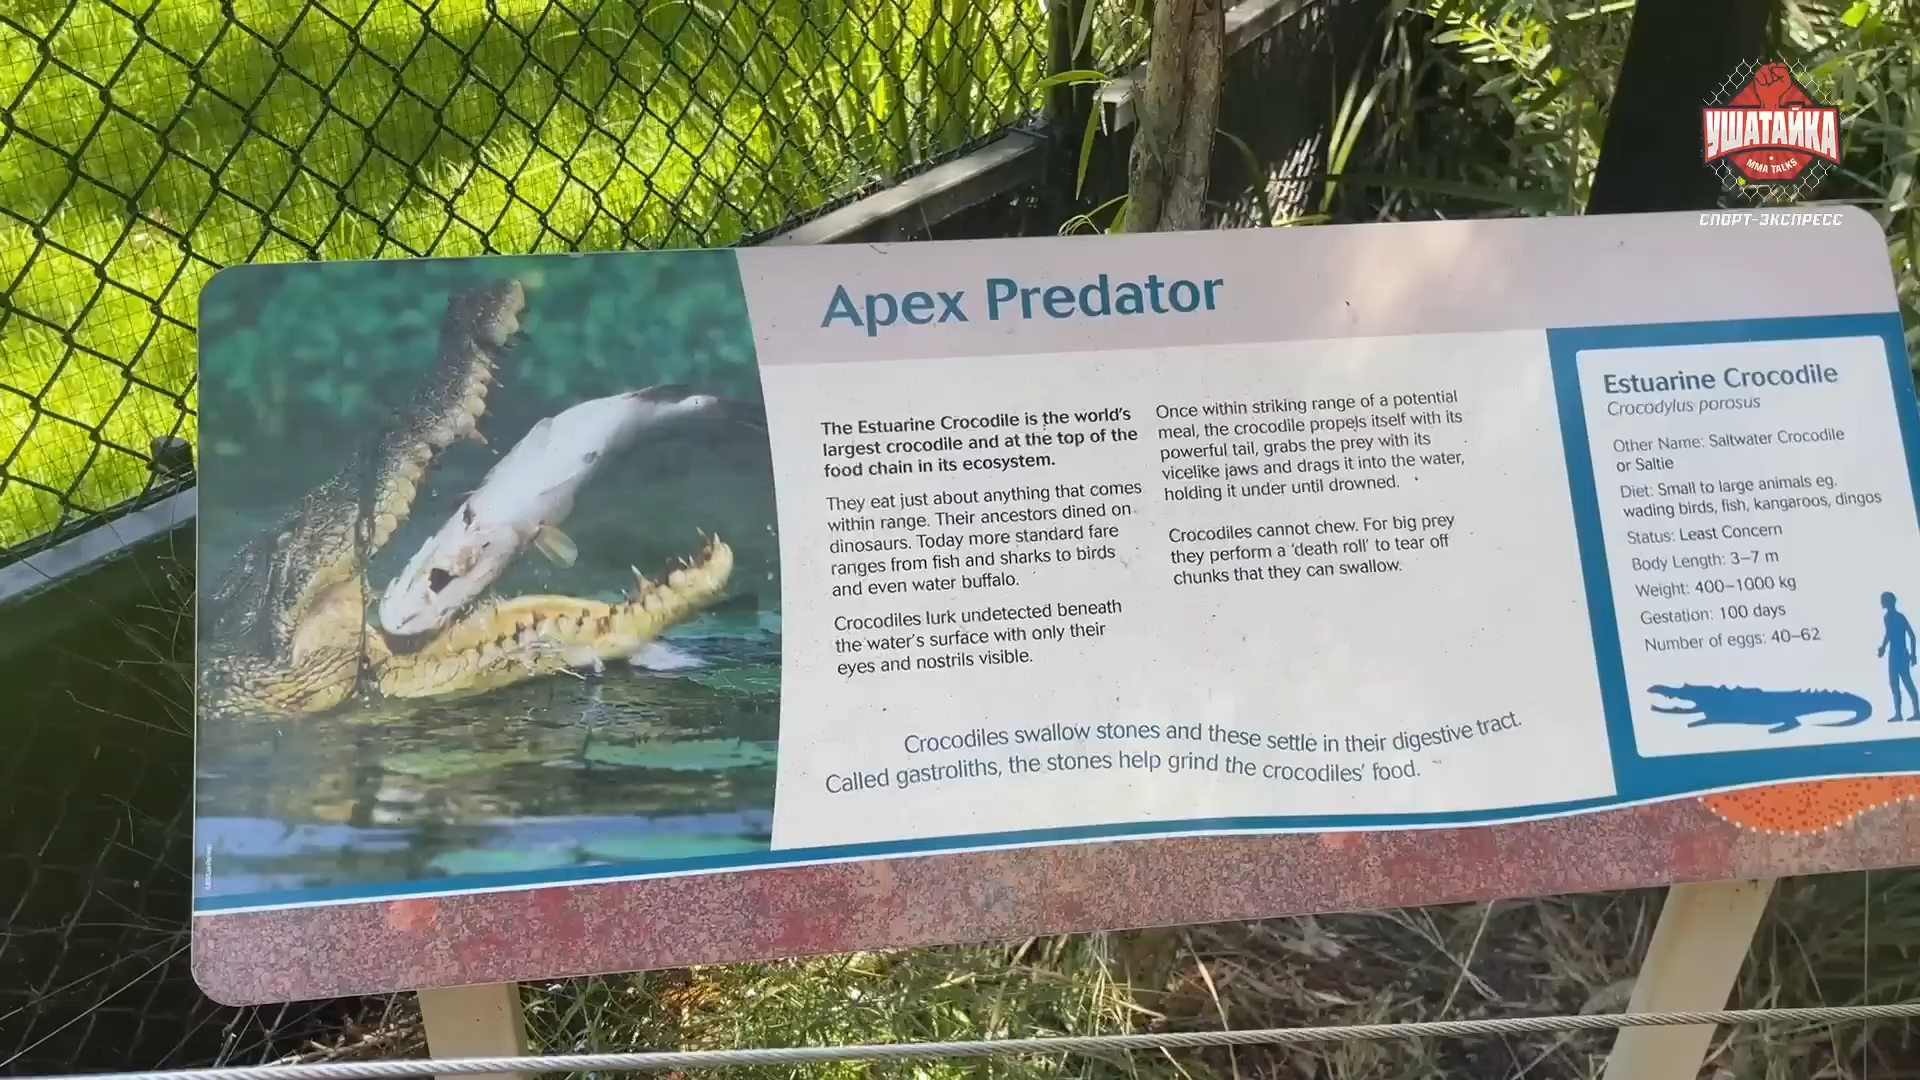 УШАТАЙКА
MMA TALKS
СПОРТ-ЭКСПРЕСС
Apex Predator
The Estuarine Crocodile is the world's
largest crocodile and at the top of the
food chain in its ecosystem.
They eat just about anything that comes
within range. Their ancestors dined on
dinosaurs. Today more standard fare
ranges from fish and sharks to birds
and even water buffalo.
Crocodiles lurk undetected beneath
the water's surface with only their
eyes and nostrils visible.
Once within striking range of a potential
meal, the crocodile propels itself with its
powerful tail, grabs the prey with its
vicelike jaws and drags it into the water,
holding it under until drowned.
Crocodiles cannot chew. For big prey
they perform a 'death roll' to tear off
chunks that they can swallow.
Crocodiles swallow stones and these settle in their digestive tract.
Called gastroliths, the stones help grind the crocodiles' food.
Estuarine Crocodile
Crocodylus porosus
Other Name: Saltwater Crocodile
or Saltie
Diet: Small to large animals eg.
wading birds, fish, kangaroos, dingos
Status: Least Concern
Body Length: 3–7 m
Weight: 400–1000 kg
Gestation: 100 days
Number of eggs: 40–62